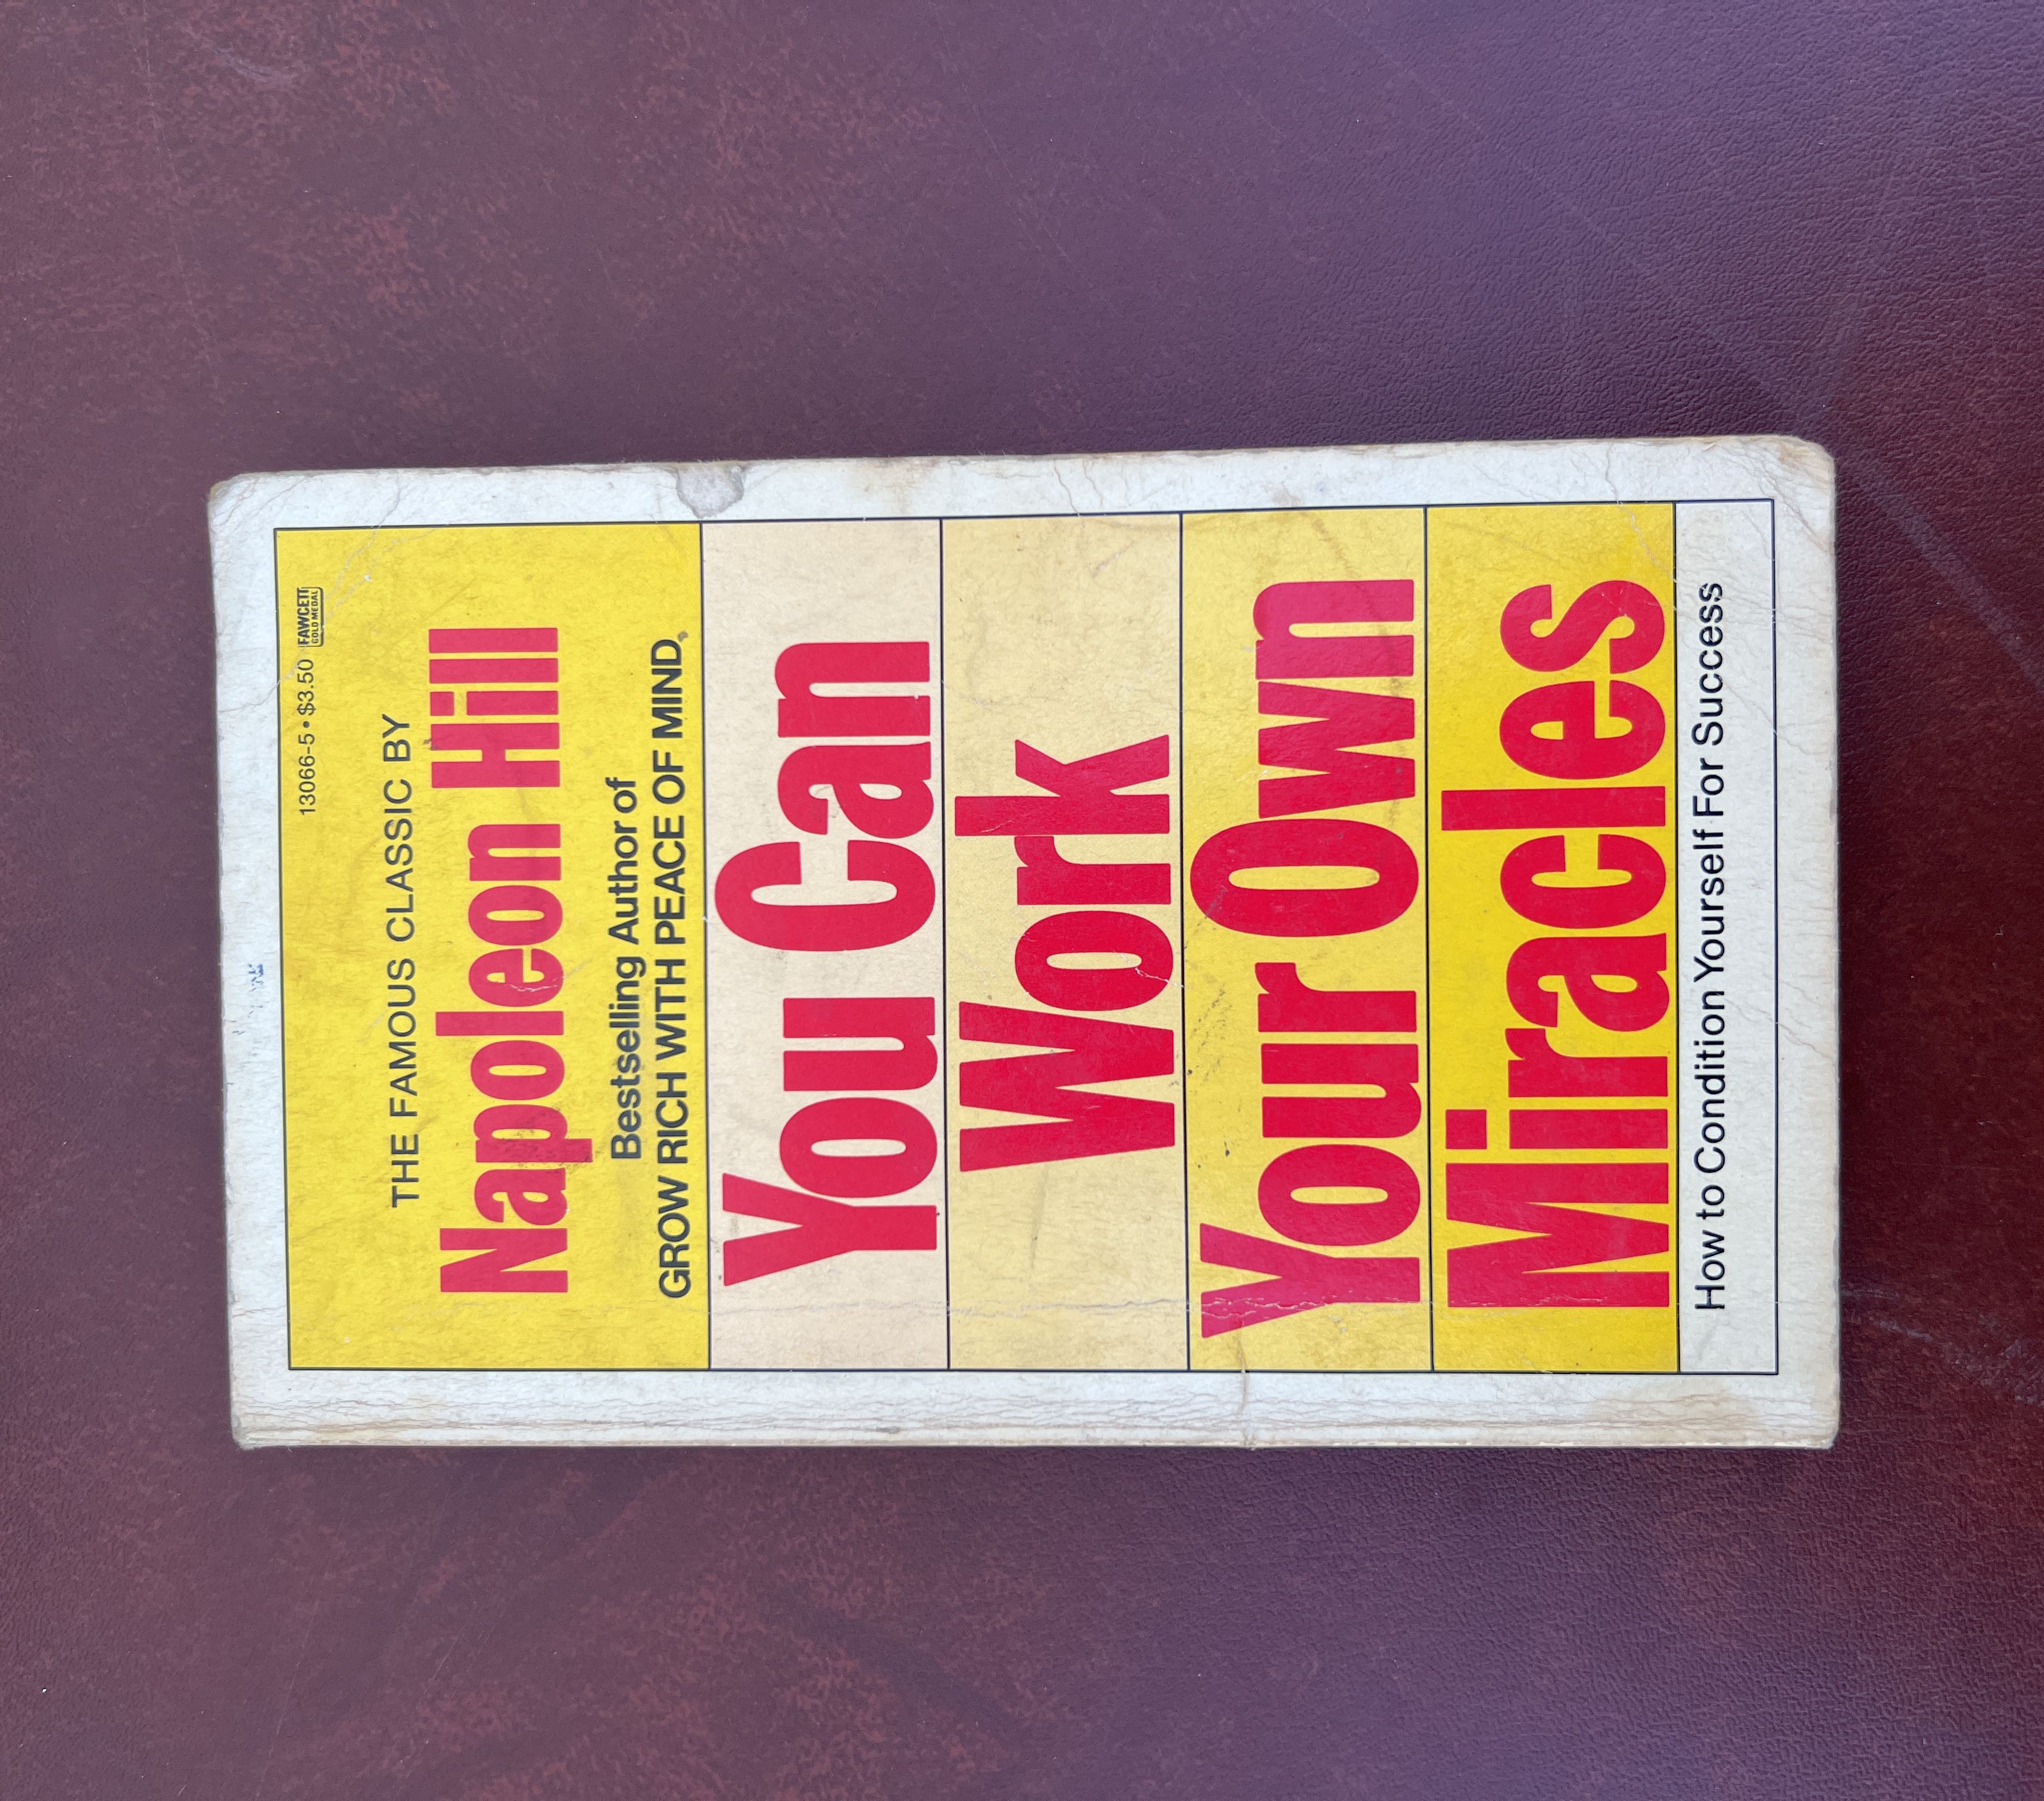 13066-5 • $3.50 FAWCETT
GOLD MEDAL
THE FAMOUS CLASSIC BY
Napoleon Hill
Bestselling Author of
GROW RICH WITH PEACE OF MIND.
You Can
Work
Your Own
Miracles
How to Condition Yourself For Success